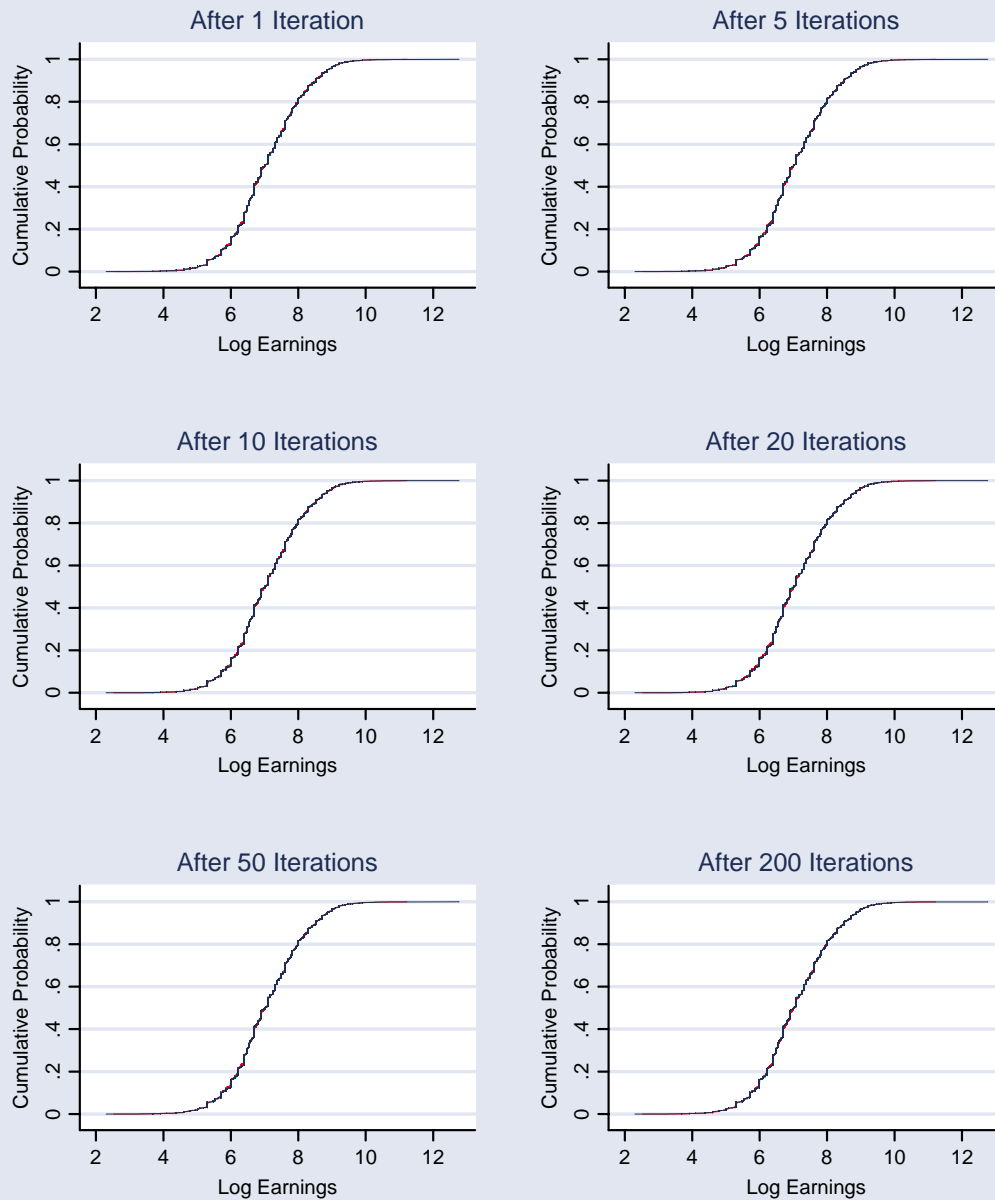 After 1 Iteration
Cumulative Probability
0 .2 .4 .6 .8 1
2 4 6 8 10 12
Log Earnings
After 5 Iterations
Cumulative Probability
0 .2 .4 .6 .8 1
2 4 6 8 10 12
Log Earnings
After 10 Iterations
Cumulative Probability
0 .2 .4 .6 .8 1
2 4 6 8 10 12
Log Earnings
After 20 Iterations
Cumulative Probability
0 .2 .4 .6 .8 1
2 4 6 8 10 12
Log Earnings
After 50 Iterations
Cumulative Probability
0 .2 .4 .6 .8 1
2 4 6 8 10 12
Log Earnings
After 200 Iterations
Cumulative Probability
0 .2 .4 .6 .8 1
2 4 6 8 10 12
Log Earnings